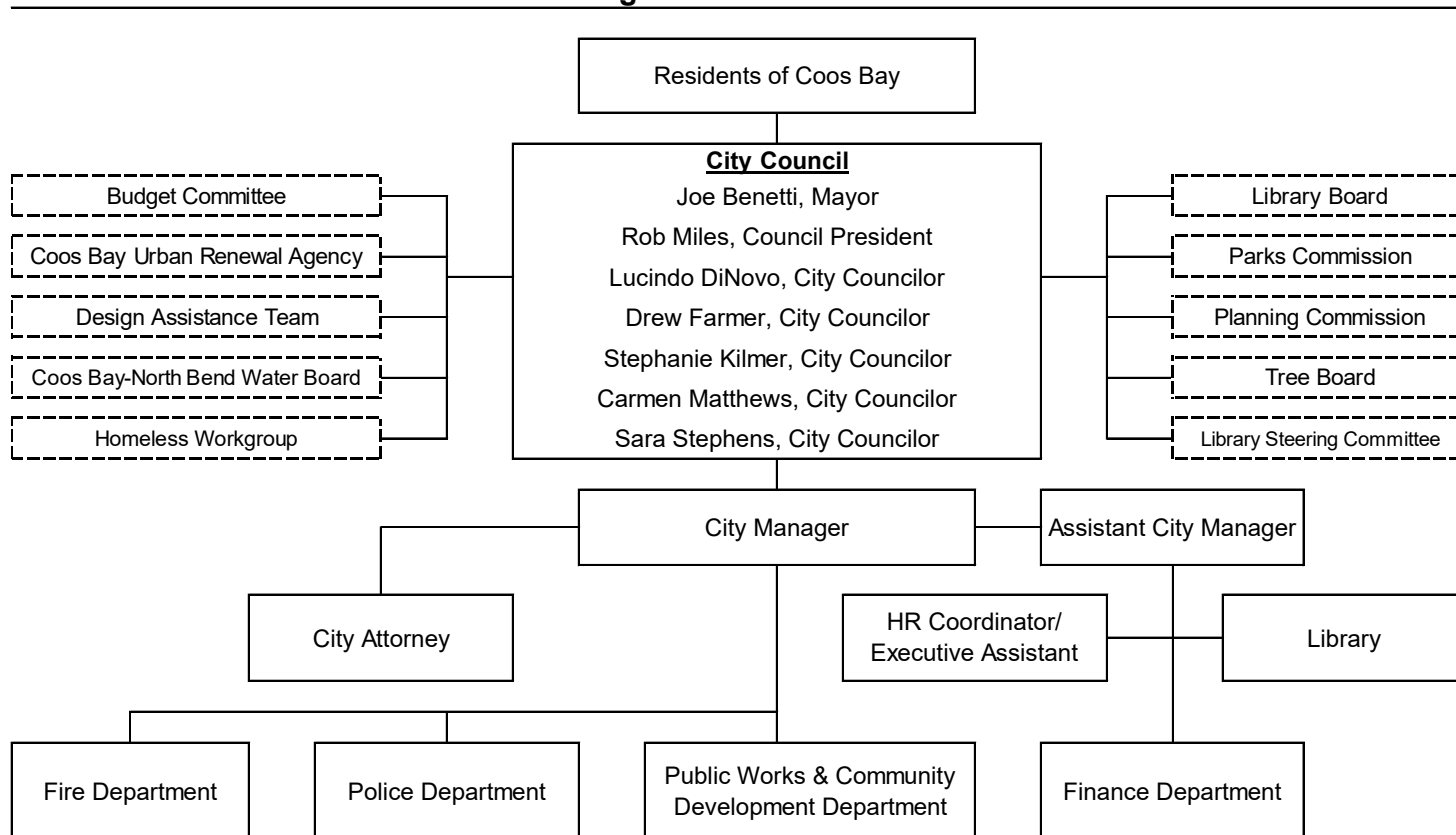 Residents of Coos Bay
City Council
Joe Benetti, Mayor
Rob Miles, Council President
Lucindo DiNovo, City Councilor
Drew Farmer, City Councilor
Stephanie Kilmer, City Councilor
Carmen Matthews, City Councilor
Sara Stephens, City Councilor
Budget Committee
Coos Bay Urban Renewal Agency
Design Assistance Team
Coos Bay-North Bend Water Board
Homeless Workgroup
Library Board
Parks Commission
Planning Commission
Tree Board
Library Steering Committee
City Manager
Assistant City Manager
City Attorney
HR Coordinator/
Executive Assistant
Library
Fire Department
Police Department
Public Works & Community
Development Department
Finance Department